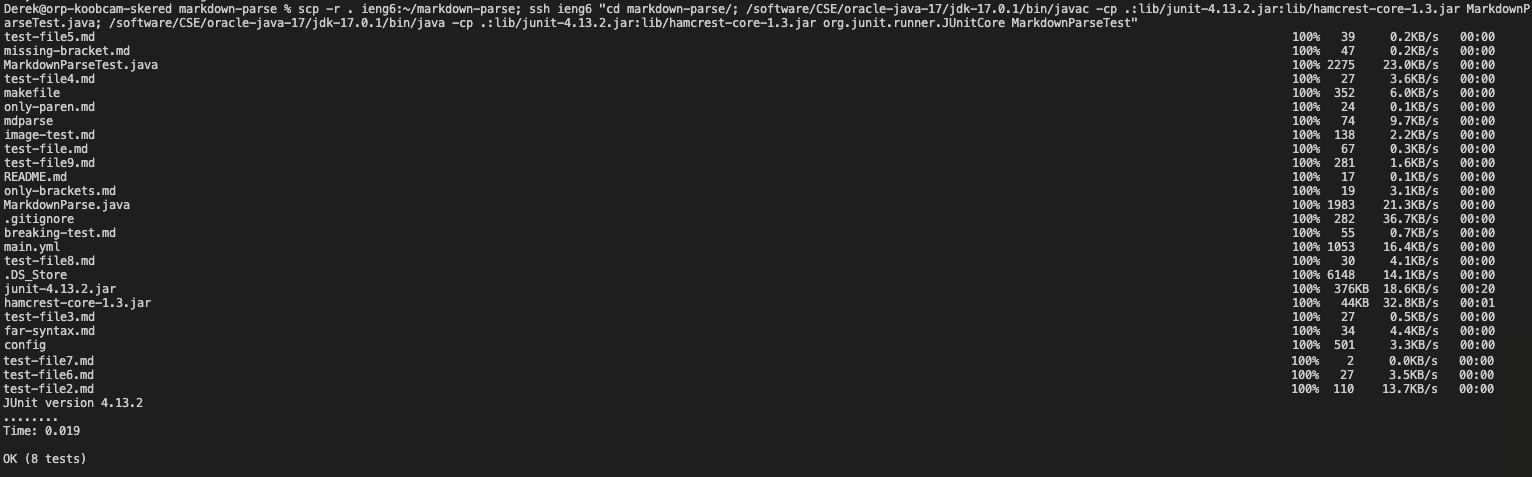 Derek@orp-koobcam-skered markdown-parse % scp -r . ieng6:~/markdown-parse; ssh ieng6 "cd markdown-parse/; /software/CSE/oracle-java-17/jdk-17.0.1/bin/javac -cp .:lib/junit-4.13.2.jar:lib/hamcrest-core-1.3.jar MarkdownP
arseTest.java; /software/CSE/oracle-java-17/jdk-17.0.1/bin/java -cp .:lib/junit-4.13.2.jar:lib/hamcrest-core-1.3.jar org.junit.runner.JUnitCore MarkdownParseTest"
test-file5.md 100% 39 0.2KB/s 00:00
missing-bracket.md 100% 47 0.2KB/s 00:00
MarkdownParseTest.java 100% 2275 23.0KB/s 00:00
test-file4.md 100% 27 3.6KB/s 00:00
makefile 100% 352 6.0KB/s 00:00
only-paren.md 100% 24 0.1KB/s 00:00
mdparse 100% 74 9.7KB/s 00:00
image-test.md 100% 138 2.2KB/s 00:00
test-file.md 100% 67 0.3KB/s 00:00
test-file9.md 100% 281 1.6KB/s 00:00
README.md 100% 17 0.1KB/s 00:00
only-brackets.md 100% 19 3.1KB/s 00:00
MarkdownParse.java 100% 1983 21.3KB/s 00:00
.gitignore 100% 282 36.7KB/s 00:00
breaking-test.md 100% 55 0.7KB/s 00:00
main.yml 100% 1053 16.4KB/s 00:00
test-file8.md 100% 30 4.1KB/s 00:00
.DS_Store 100% 6148 14.1KB/s 00:00
junit-4.13.2.jar 100% 376KB 18.6KB/s 00:20
hamcrest-core-1.3.jar 100% 44KB 32.8KB/s 00:01
test-file3.md 100% 27 0.5KB/s 00:00
far-syntax.md 100% 34 4.4KB/s 00:00
config 100% 501 3.3KB/s 00:00
test-file7.md 100% 2 0.0KB/s 00:00
test-file6.md 100% 27 3.5KB/s 00:00
test-file2.md 100% 110 13.7KB/s 00:00
JUnit version 4.13.2
........
Time: 0.019
OK (8 tests)